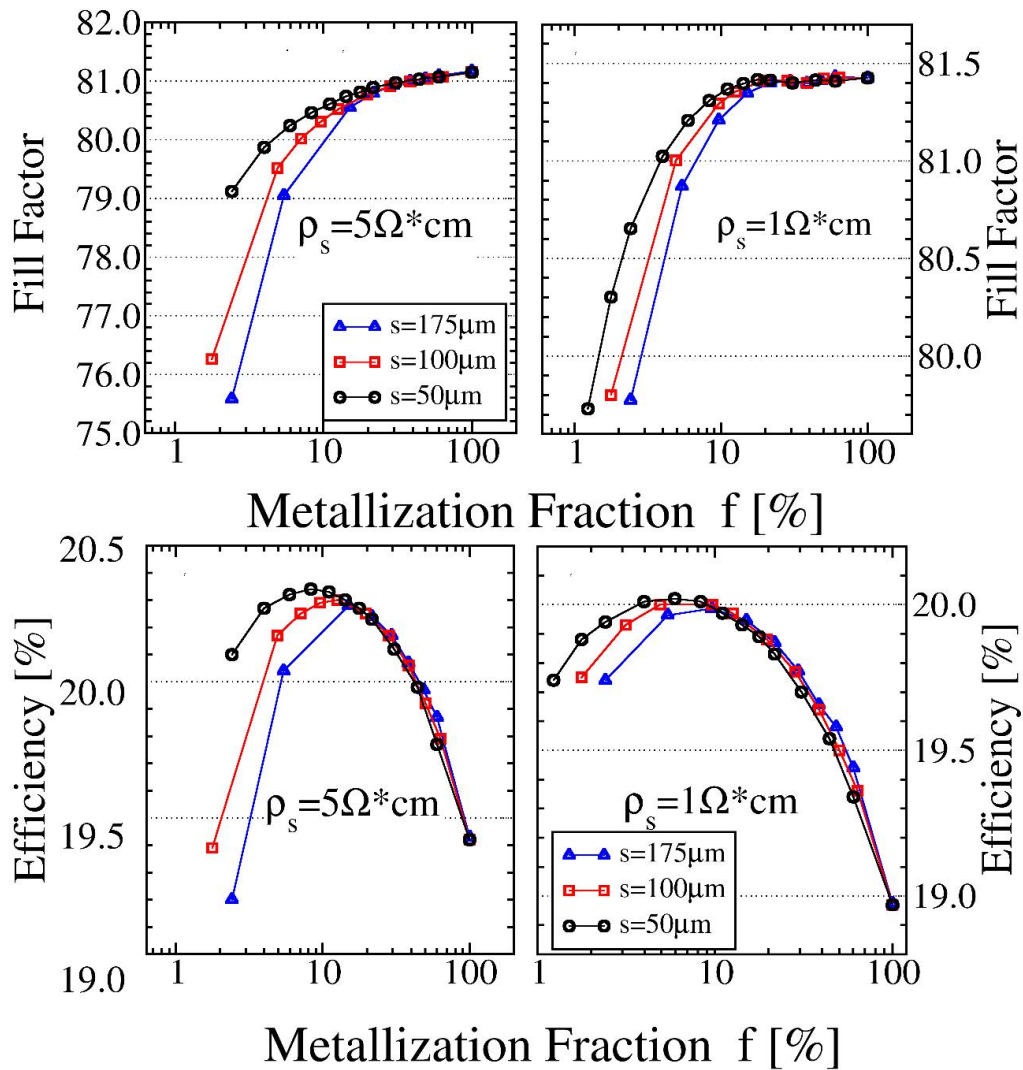 82.0
81.0
80.0
79.0
78.0
77.0
76.0
75.0
Fill Factor
ρs=5Ω*cm
s=175μm
s=100μm
s=50μm
1
10
100
81.5
81.0
80.5
80.0
Fill Factor
ρs=1Ω*cm
1
10
100
Metallization Fraction f [%]
20.5
20.0
19.5
19.0
Efficiency [%]
ρs=5Ω*cm
1
10
100
20.0
19.5
19.0
Efficiency [%]
ρs=1Ω*cm
s=175μm
s=100μm
s=50μm
1
10
100
Metallization Fraction f [%]